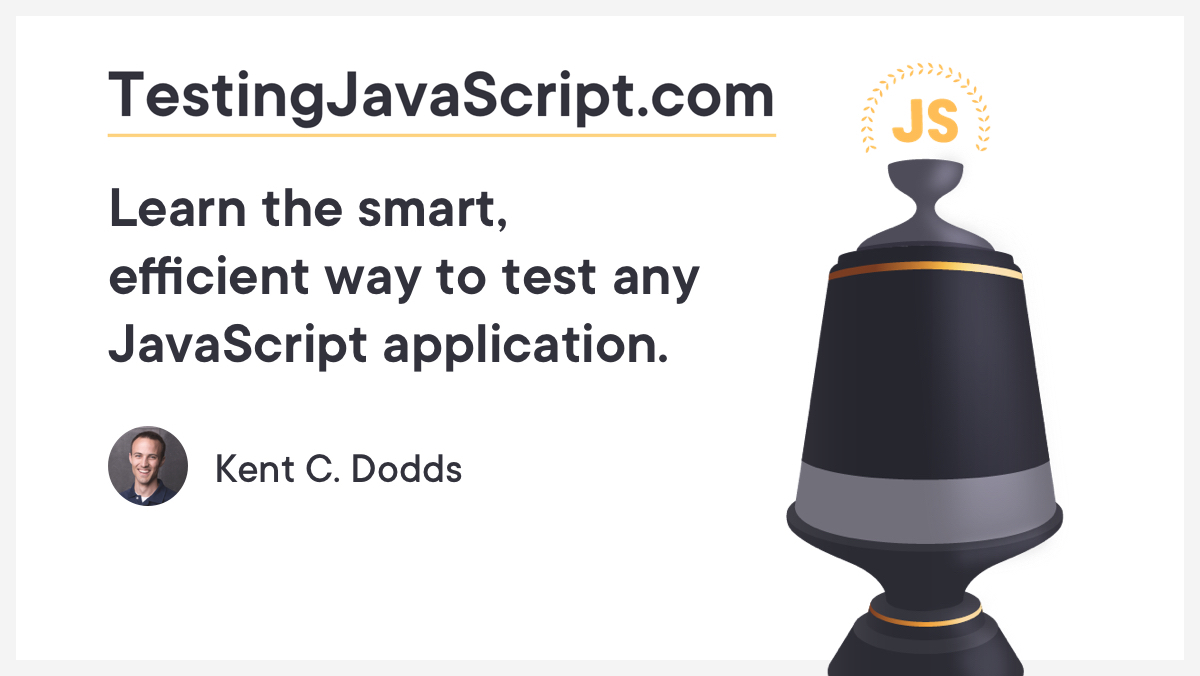 TestingJavaScript.com
JS
Learn the smart,
efficient way to test any
JavaScript application.
Kent C. Dodds